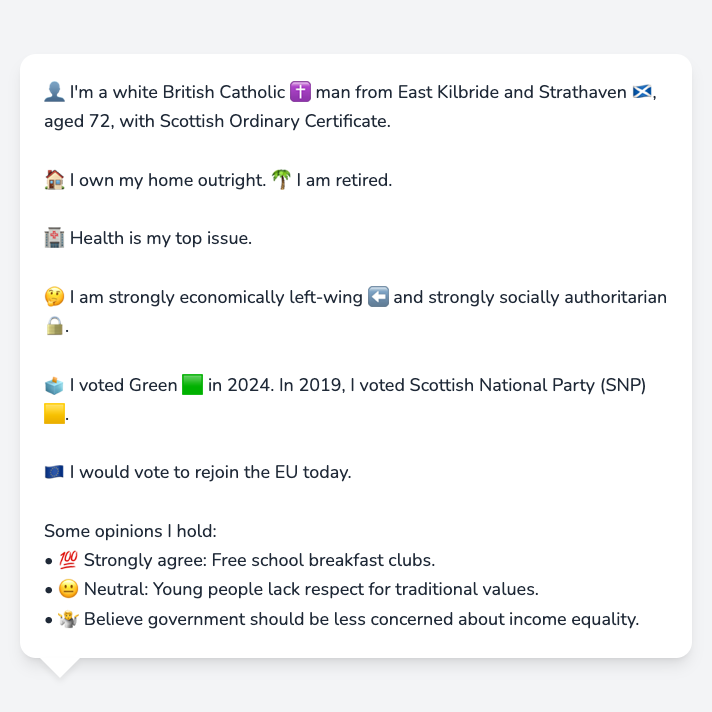 👤 I'm a white British Catholic ✝️ man from East Kilbride and Strathaven 🏴󠁧󠁢󠁳󠁣󠁴󠁿,
aged 72, with Scottish Ordinary Certificate.
🏠 I own my home outright. 🌴 I am retired.
🏥 Health is my top issue.
🤔 I am strongly economically left-wing ⬅️ and strongly socially authoritarian
🔒.
🗳️ I voted Green 🟩 in 2024. In 2019, I voted Scottish National Party (SNP)
🟨.
🇪🇺 I would vote to rejoin the EU today.
Some opinions I hold:
• 💯 Strongly agree: Free school breakfast clubs.
• 😐 Neutral: Young people lack respect for traditional values.
• 🤷 Believe government should be less concerned about income equality.